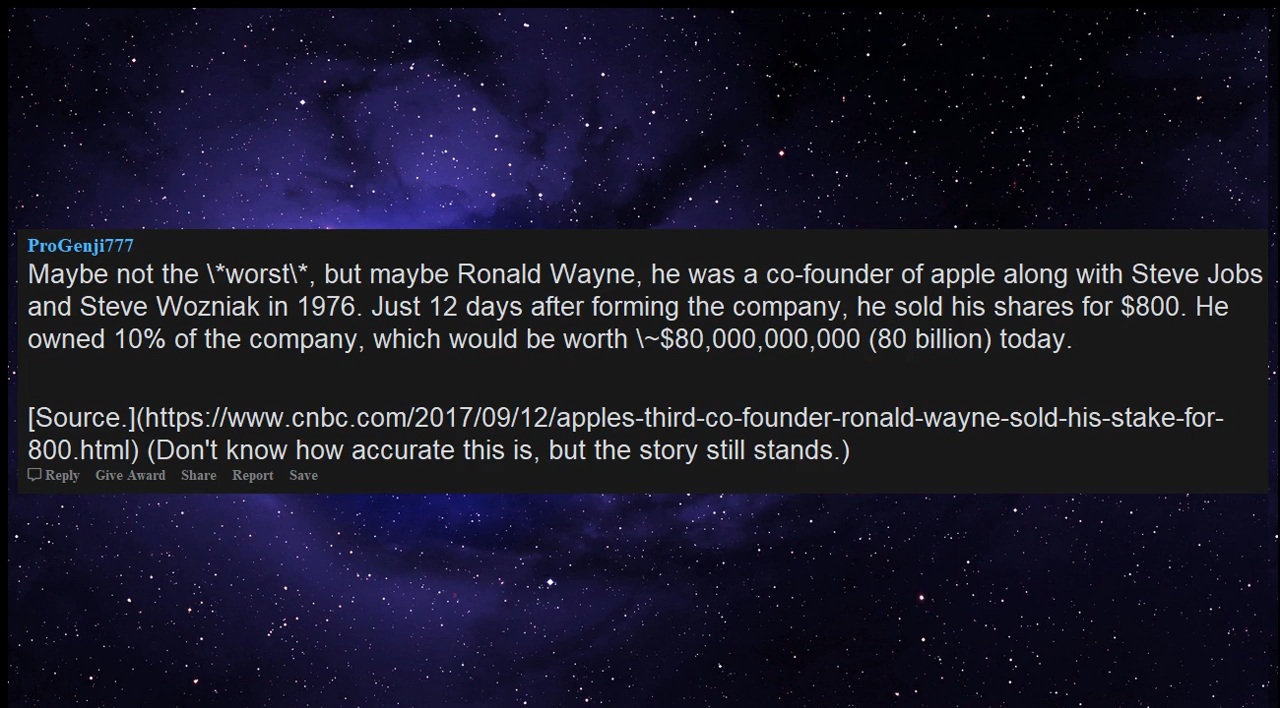 ProGenji777
Maybe not the \*worst\*, but maybe Ronald Wayne, he was a co-founder of apple along with Steve Jobs
and Steve Wozniak in 1976. Just 12 days after forming the company, he sold his shares for $800. He
owned 10% of the company, which would be worth \~$80,000,000,000 (80 billion) today.
[Source.](https://www.cnbc.com/2017/09/12/apples-third-co-founder-ronald-wayne-sold-his-stake-for-
800.html) (Don't know how accurate this is, but the story still stands.)
Reply Give Award Share Report Save